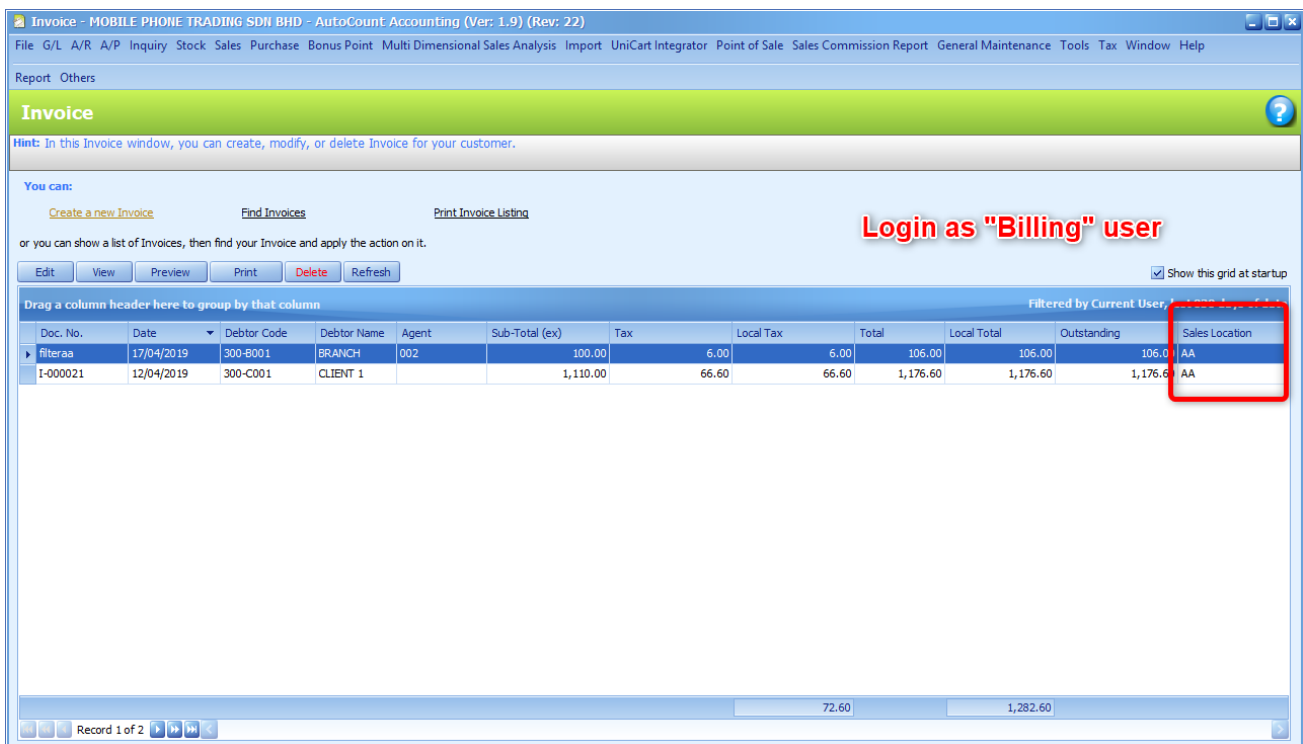 Invoice - MOBILE PHONE TRADING SDN BHD - AutoCount Accounting (Ver: 1.9) (Rev: 22)
File G/L A/R A/P Inquiry Stock Sales Purchase Bonus Point Multi Dimensional Sales Analysis Import UniCart Integrator Point of Sale Sales Commission Report General Maintenance Tools Tax Window Help
Report Others
Invoice
Hint: In this Invoice window, you can create, modify, or delete Invoice for your customer.
You can:
Create a new Invoice Find Invoices Print Invoice Listing
Login as "Billing" user
or you can show a list of Invoices, then find your Invoice and apply the action on it.
Edit View Preview Print Delete Refresh Show this grid at startup
Drag a column header here to group by that column Filtered by Current User, days of date
Doc. No. Date Debtor Code Debtor Name Agent Sub-Total (ex) Tax Local Tax Total Local Total Outstanding Sales Location
filteraa 17/04/2019 300-B001 BRANCH 002 100.00 6.00 6.00 106.00 106.00 106.00 AA
I-000021 12/04/2019 300-C001 CLIENT 1 1,110.00 66.60 66.60 1,176.60 1,176.60 1,176.60 AA
72.60 1,282.60
Record 1 of 2